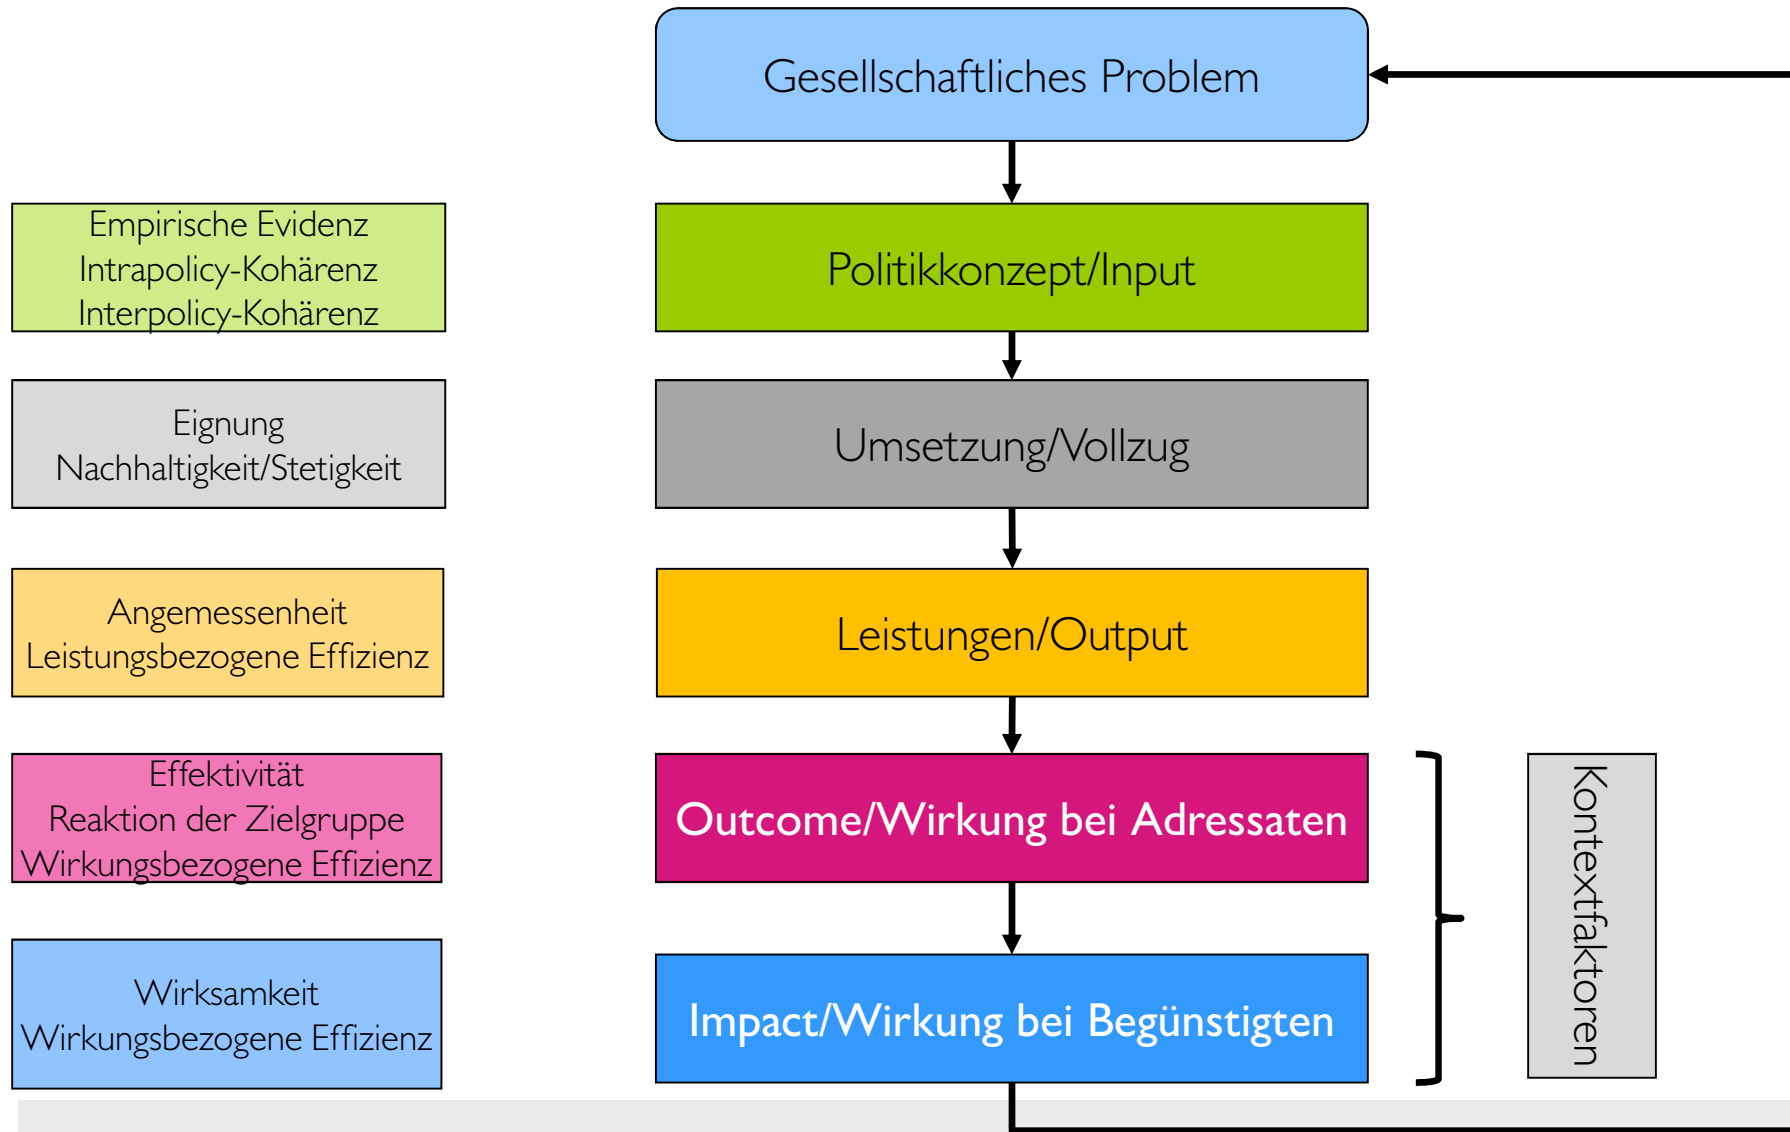 Gesellschaftliches Problem
Empirische Evidenz
Intrapolicy-Kohärenz
Interpolicy-Kohärenz
Politikkonzept/Input
Eignung
Nachhaltigkeit/Stetigkeit
Umsetzung/Vollzug
Angemessenheit
Leistungsbezogene Effizienz
Leistungen/Output
Effektivität
Reaktion der Zielgruppe
Wirkungsbezogene Effizienz
Outcome/Wirkung bei Adressaten
Kontextfaktoren
Wirksamkeit
Wirkungsbezogene Effizienz
Impact/Wirkung bei Begünstigten